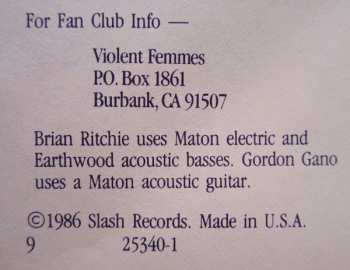 For Fan Club Info —
Violent Femmes
P.O. Box 1861
Burbank, CA 91507
Brian Ritchie uses Maton electric and
Earthwood acoustic basses. Gordon Gano
uses a Maton acoustic guitar.
©1986 Slash Records. Made in U.S.A.
9 25340-1